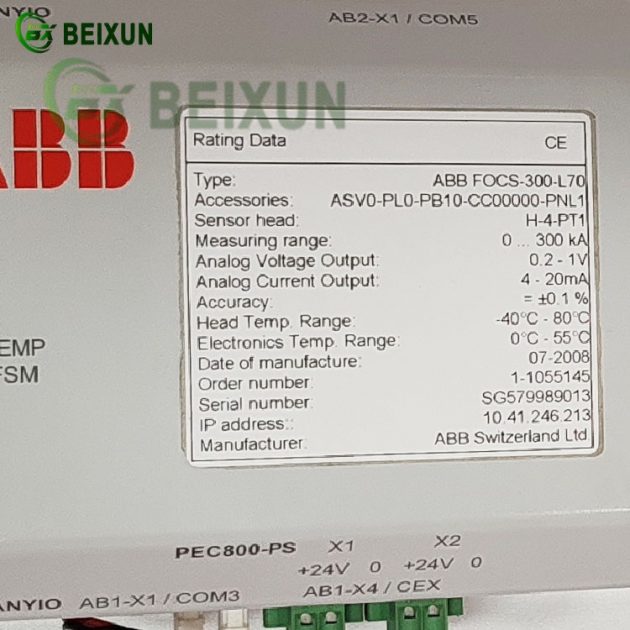 ANYIO
BEIXUN
AB2-X1 / COM5
BEIXUN
ABB
Rating Data CE
Type: ABB FOCS-300-L70
Accessories: ASV0-PL0-PB10-CC00000-PNL1
Sensor head: H-4-PT1
Measuring range: 0 ... 300 kA
Analog Voltage Output: 0.2 - 1V
Analog Current Output: 4 - 20mA
Accuracy: = ±0.1 %
Head Temp. Range: -40°C - 80°C
Electronics Temp. Range: 0°C - 55°C
Date of manufacture: 07-2008
Order number: 1-1055145
Serial number: SG579989013
IP address:: 10.41.246.213
Manufacturer: ABB Switzerland Ltd
EMP
FSM
PEC800-PS X1 X2
+24V 0 +24V 0
ANYIO AB1-X1 / COM3 AB1-X4 / CEX